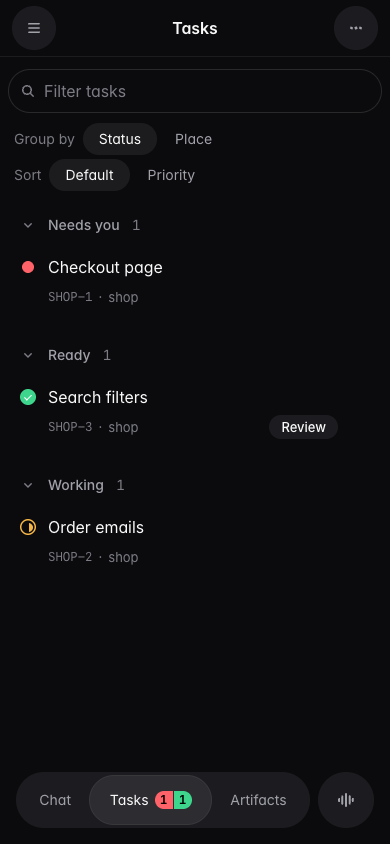 Tasks
Filter tasks
Group by Status Place
Sort Default Priority
Needs you 1
Checkout page
SHOP-1 · shop
Ready 1
Search filters
SHOP-3 · shop Review
Working 1
Order emails
SHOP-2 · shop
Chat Tasks 1 1 Artifacts